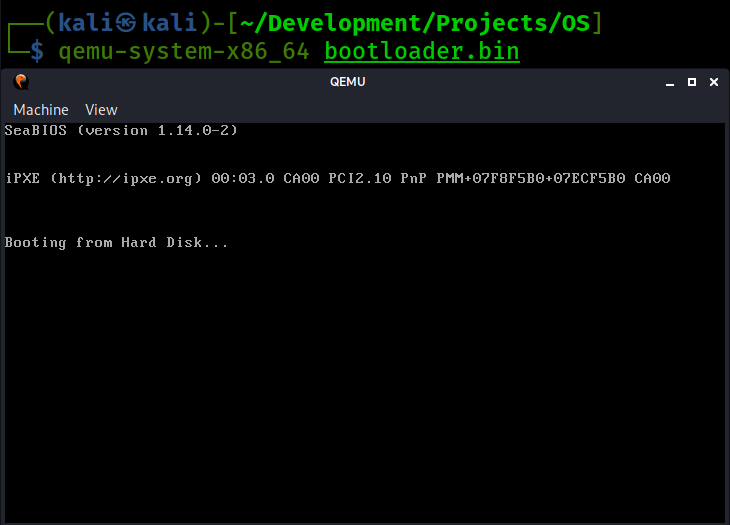 ┌──(kali㉿kali)-[~/Development/Projects/OS]
└─$ qemu-system-x86_64 bootloader.bin
QEMU
Machine View
SeaBIOS (version 1.14.0-2)
iPXE (http://ipxe.org) 00:03.0 CA00 PCI2.10 PnP PMM+07F8F5B0+07ECF5B0 CA00
Booting from Hard Disk...